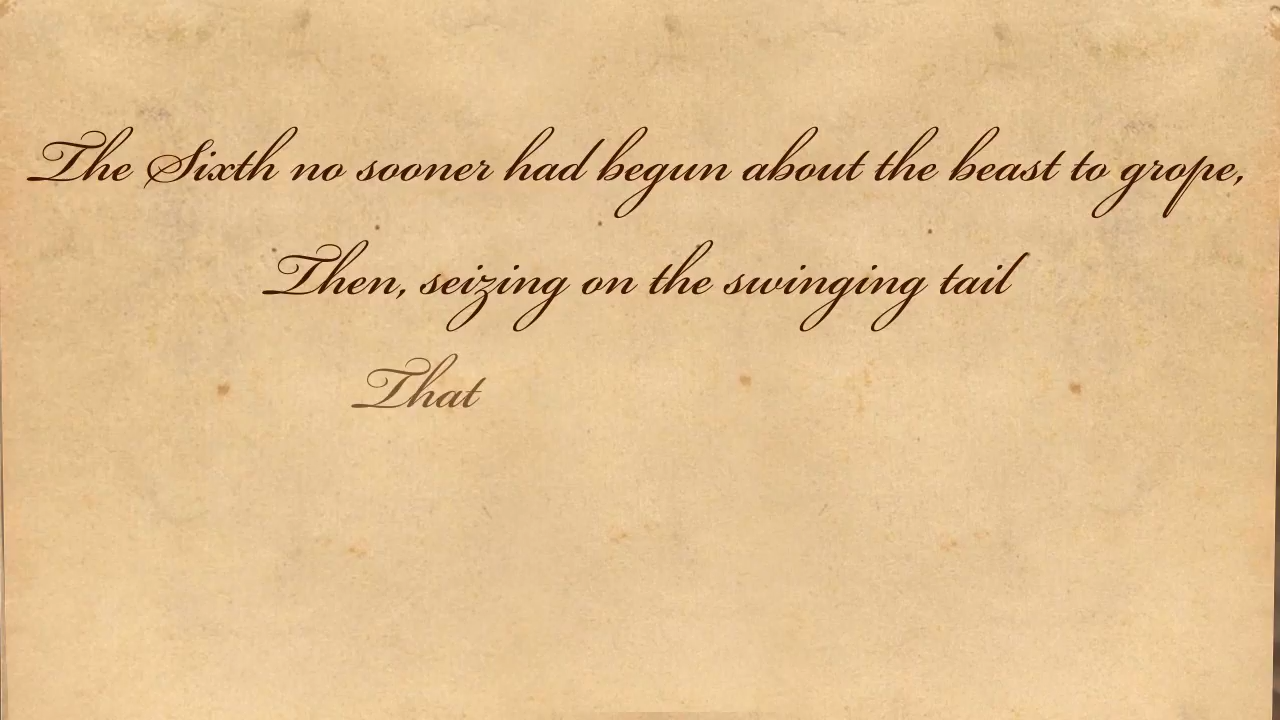 The Sixth no sooner had begun about the beast to grope,
Then, seizing on the swinging tail
That